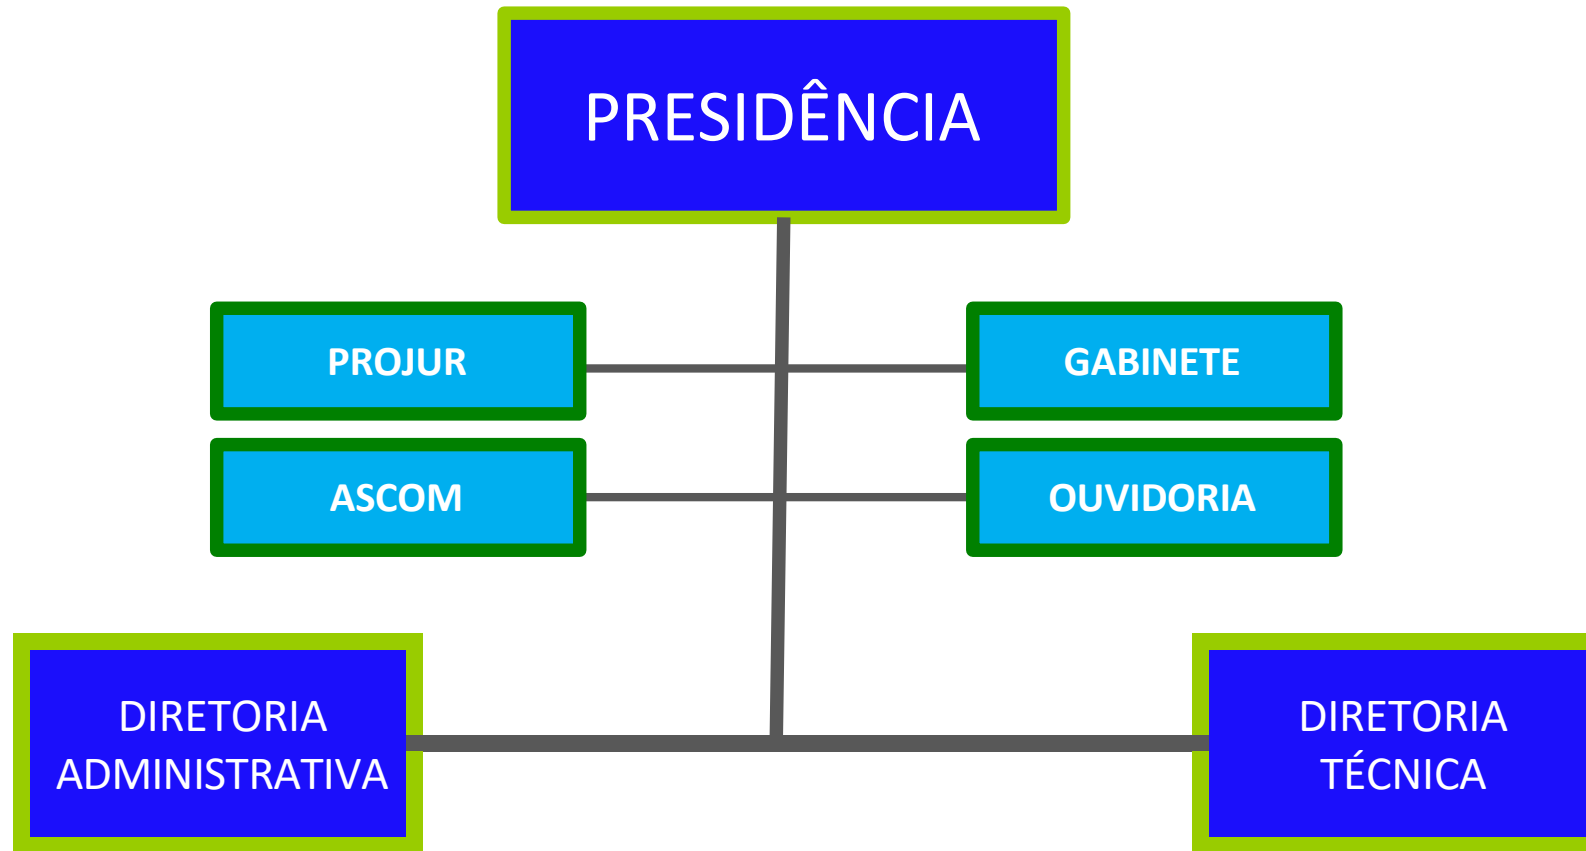 PRESIDÊNCIA
PROJUR
GABINETE
ASCOM
OUVIDORIA
DIRETORIA
ADMINISTRATIVA
DIRETORIA
TÉCNICA